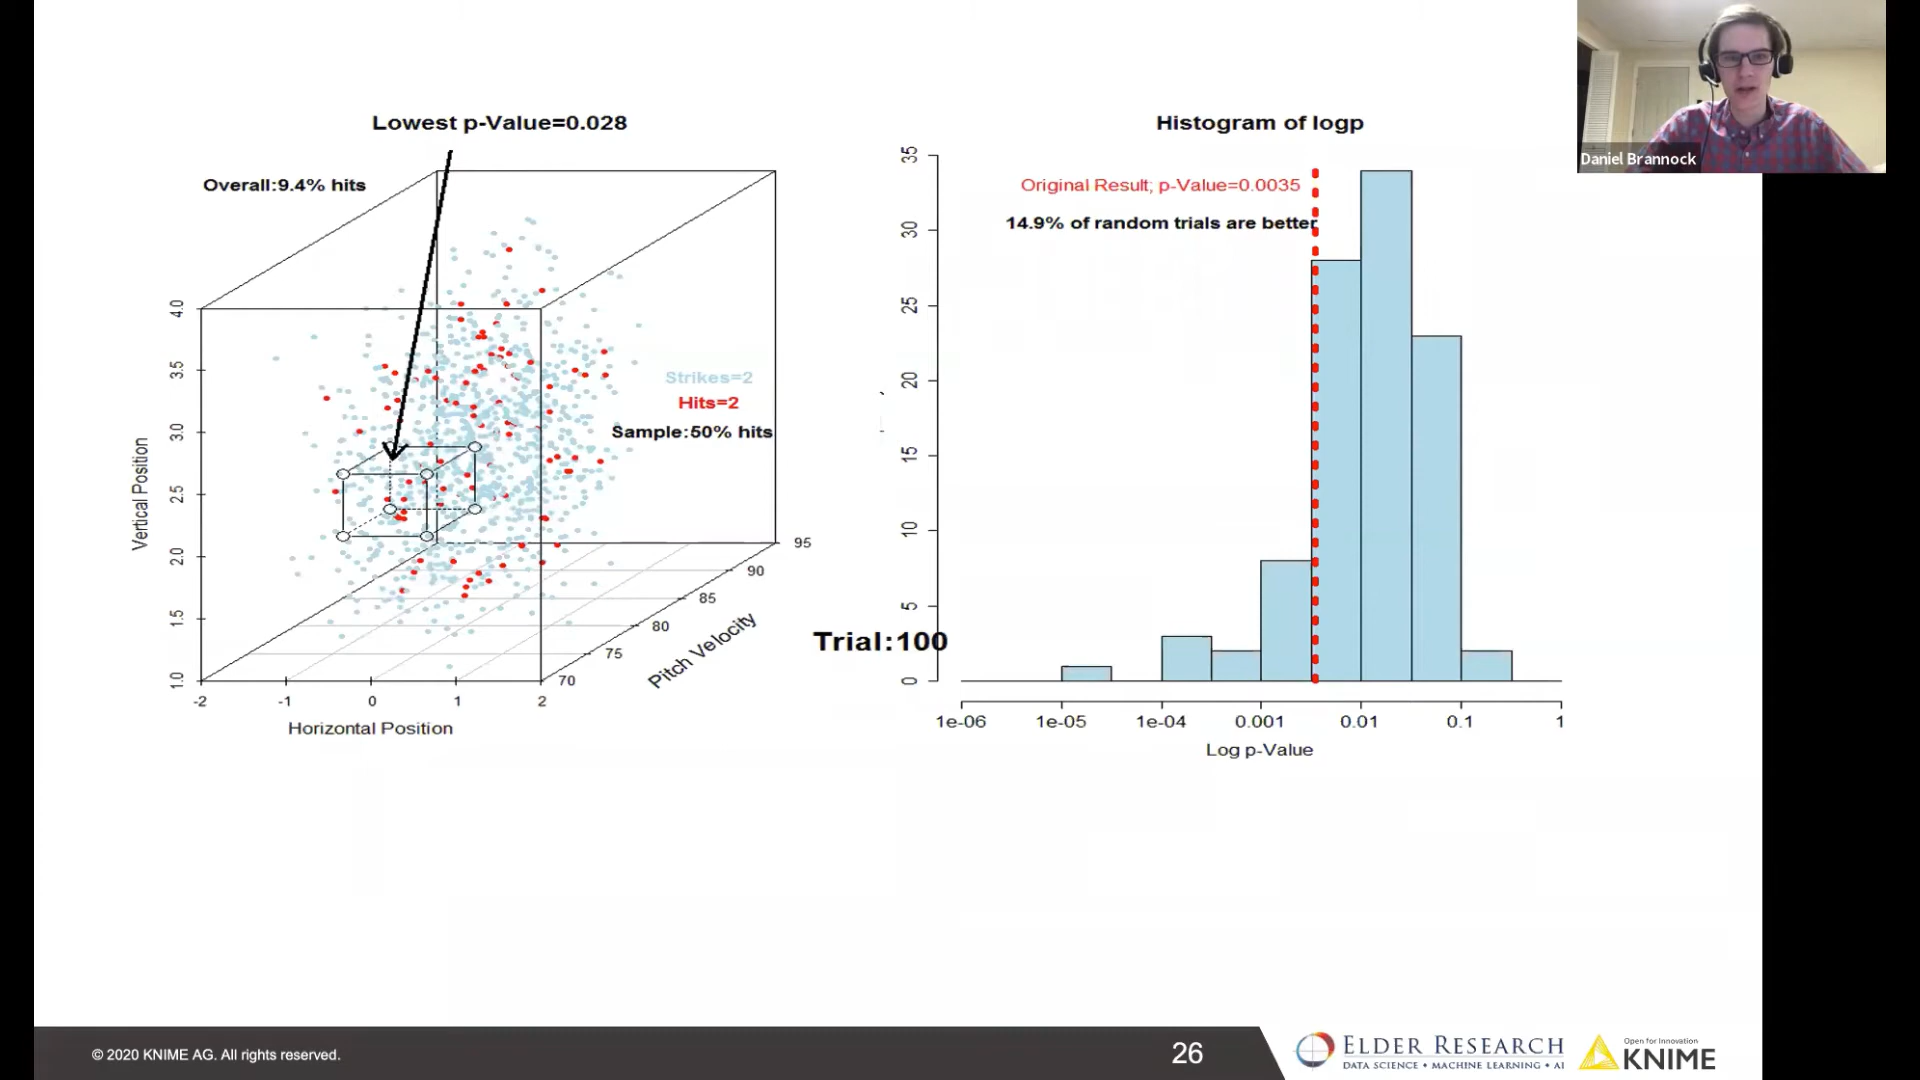 Daniel Brannock
Lowest p-Value=0.028
Overall:9.4% hits
Strikes=2
Hits=2
Sample:50% hits
Vertical Position
4.0
3.5
3.0
2.5
2.0
1.5
1.0
-2
-1
0
1
2
Horizontal Position
70
75
80
85
90
95
Pitch Velocity
Trial:100
Histogram of logp
Original Result; p-Value=0.0035
14.9% of random trials are better
35
30
25
20
15
10
5
0
1e-06
1e-05
1e-04
0.001
0.01
0.1
1
Log p-Value
© 2020 KNIME AG. All rights reserved.
26
ELDER RESEARCH
DATA SCIENCE • MACHINE LEARNING • AI
Open for Innovation
KNIME